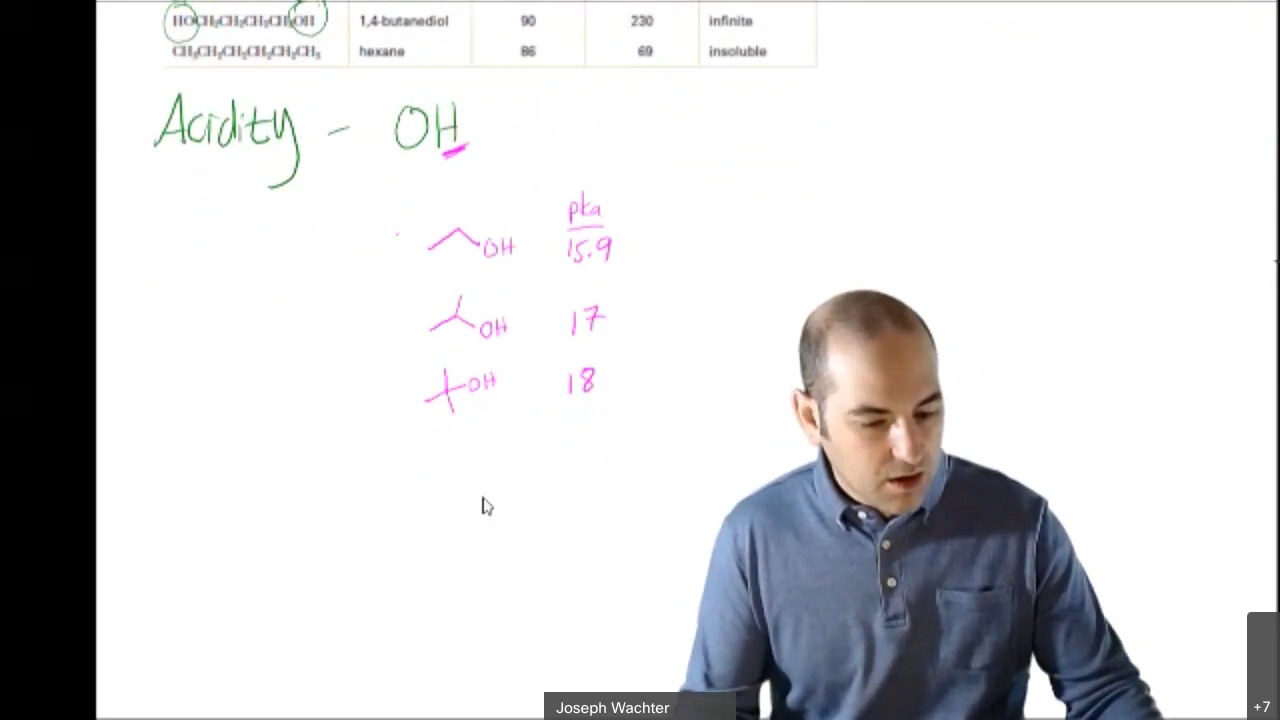 HOCH₂CH₂CH₂CH₂OH 1,4-butanediol 90 230 infinite
CH₃CH₂CH₂CH₂CH₂CH₃ hexane 86 69 insoluble
Acidity - OH
pka
OH 15.9
OH 17
OH 18
Joseph Wachter
+7